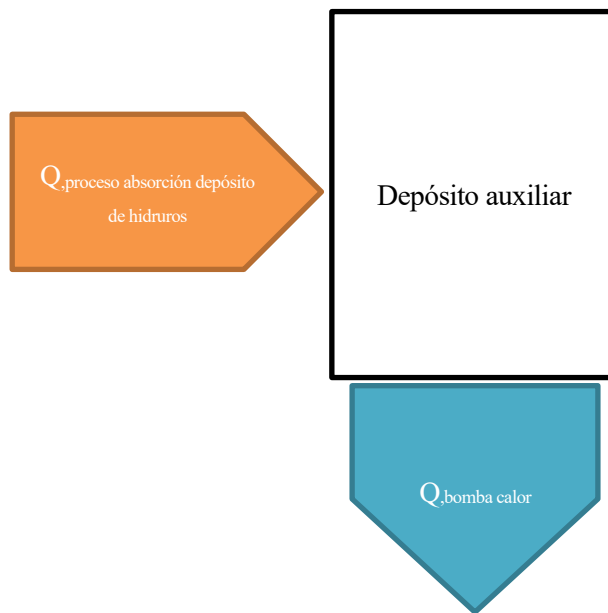 Q,proceso absorción depósito
de hidruros
Depósito auxiliar
Q,bomba calor